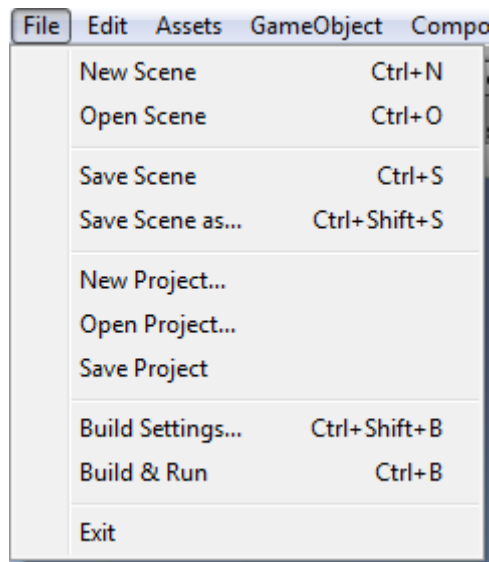 File Edit Assets GameObject Compo
New Scene Ctrl+N
Open Scene Ctrl+O
Save Scene Ctrl+S
Save Scene as... Ctrl+Shift+S
New Project...
Open Project...
Save Project
Build Settings... Ctrl+Shift+B
Build & Run Ctrl+B
Exit